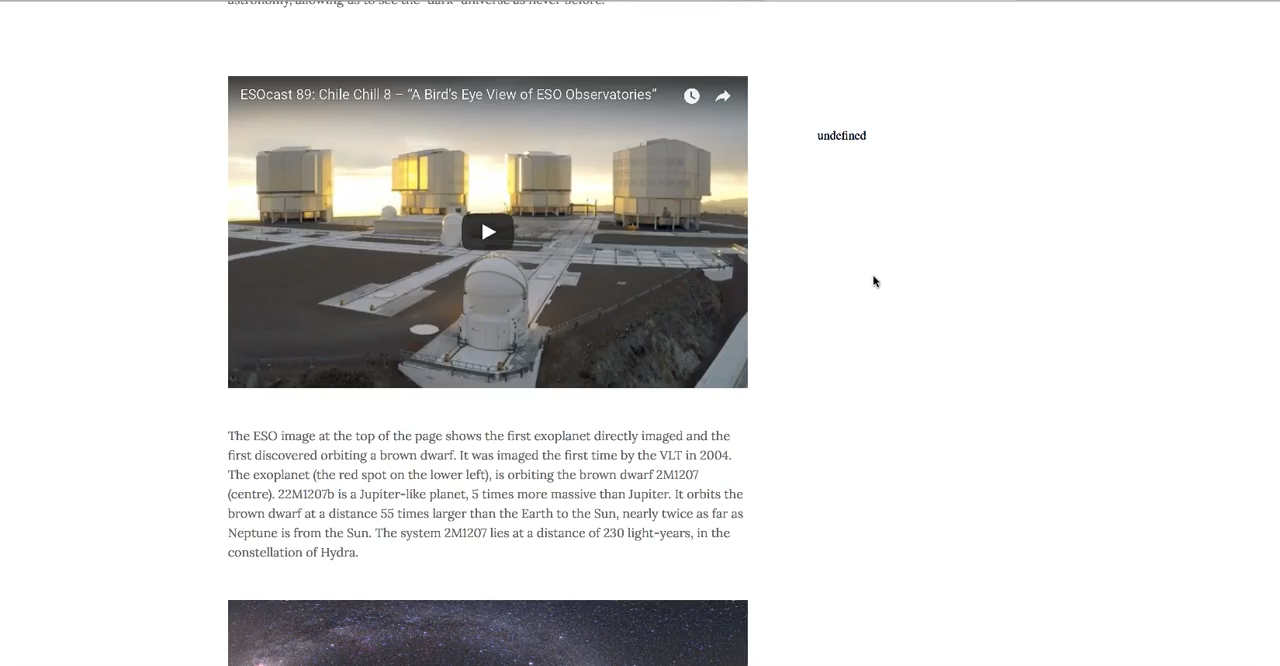 astronomy, allowing us to see the "dark" universe as never before.
ESOcast 89: Chile Chill 8 – “A Bird’s Eye View of ESO Observatories”
undefined
The ESO image at the top of the page shows the first exoplanet directly imaged and the
first discovered orbiting a brown dwarf. It was imaged the first time by the VLT in 2004.
The exoplanet (the red spot on the lower left), is orbiting the brown dwarf 2M1207
(centre). 22M1207b is a Jupiter-like planet, 5 times more massive than Jupiter. It orbits the
brown dwarf at a distance 55 times larger than the Earth to the Sun, nearly twice as far as
Neptune is from the Sun. The system 2M1207 lies at a distance of 230 light-years, in the
constellation of Hydra.